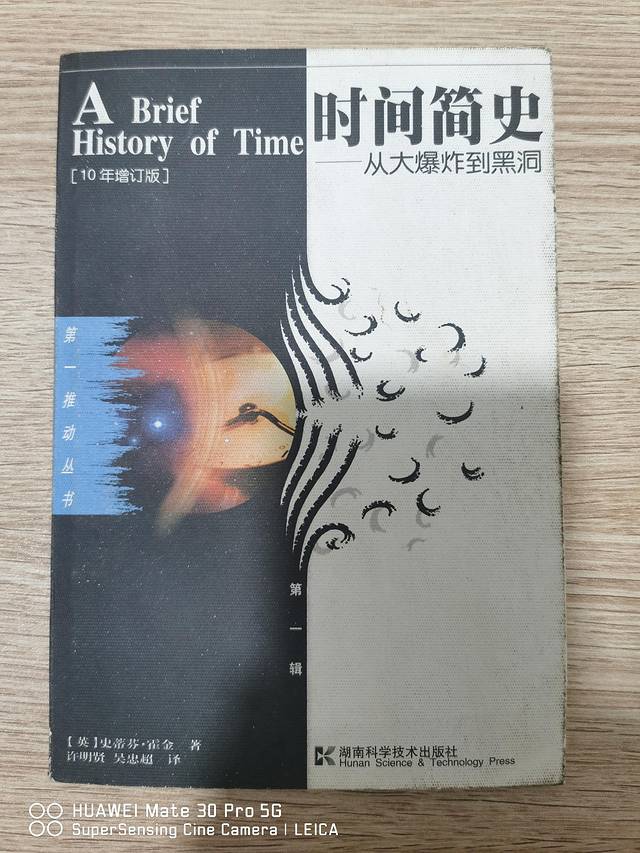 A Brief
History of Time
[10年增订版]
时间简史
——从大爆炸到黑洞
第一推动丛书
第一辑
[英]史蒂芬·霍金 著
许明贤 吴忠超 译
湖南科学技术出版社
Hunan Science & Technology Press
HUAWEI Mate 30 Pro 5G
SuperSensing Cine Camera | LEICA